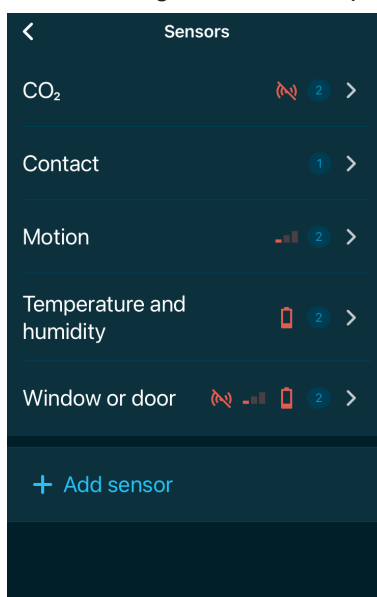 Sensors
CO₂ 2
Contact 1
Motion 2
Temperature and
humidity 2
Window or door 2
+ Add sensor